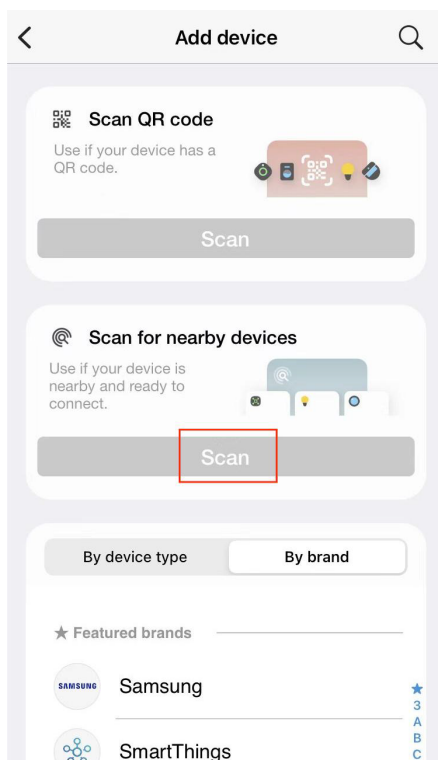 Add device
Scan QR code
Use if your device has a
QR code.
Scan
Scan for nearby devices
Use if your device is
nearby and ready to
connect.
Scan
By device type
By brand
★ Featured brands
SAMSUNG
Samsung
SmartThings
★
3
A
B
C